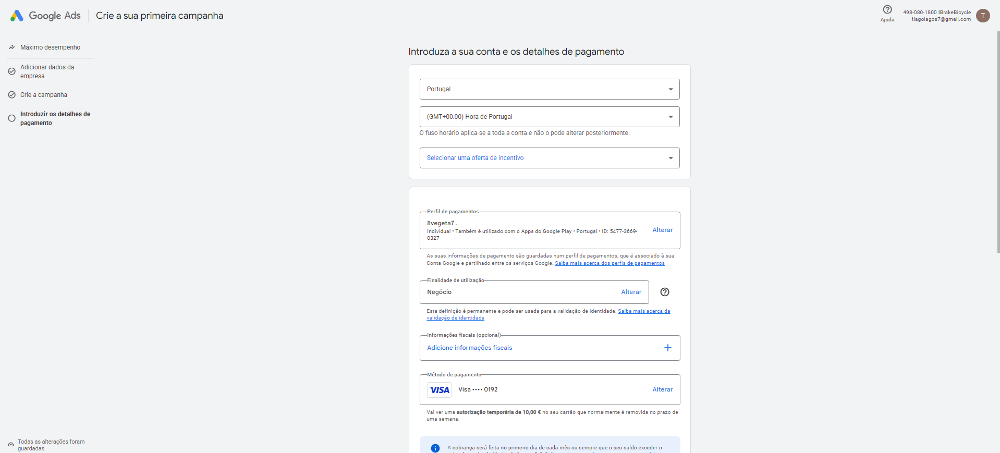 Google Ads
Crie a sua primeira campanha
Ajuda
498-080-1800 IBrakeBicycle
tiagolagos7@gmail.com
T
Máximo desempenho
Adicionar dados da
empresa
Crie a campanha
Introduzir os detalhes de
pagamento
Todas as alterações foram
guardadas
Introduza a sua conta e os detalhes de pagamento
Portugal
(GMT+00:00) Hora de Portugal
O fuso horário aplica-se a toda a conta e não o pode alterar posteriormente.
Selecionar uma oferta de incentivo
Perfil de pagamentos
8vegeta7 .
Individual • Também é utilizado com o Apps do Google Play • Portugal • ID: 5477-3669-
0327
Alterar
As suas informações de pagamento são guardadas num perfil de pagamentos, que é associado à sua
Conta Google e partilhado entre os serviços Google. Saiba mais acerca dos perfis de pagamentos
Finalidade de utilização
Negócio
Alterar
Esta definição é permanente e pode ser usada para a validação de identidade. Saiba mais acerca da
validação de identidade
Informações fiscais (opcional)
Adicione informações fiscais
Método de pagamento
VISA
Visa •••• 0192
Alterar
Vai ver uma autorização temporária de 10,00 € no seu cartão que normalmente é removida no prazo de
uma semana.
A cobrança será feita no primeiro dia de cada mês ou sempre que o seu saldo exceder o